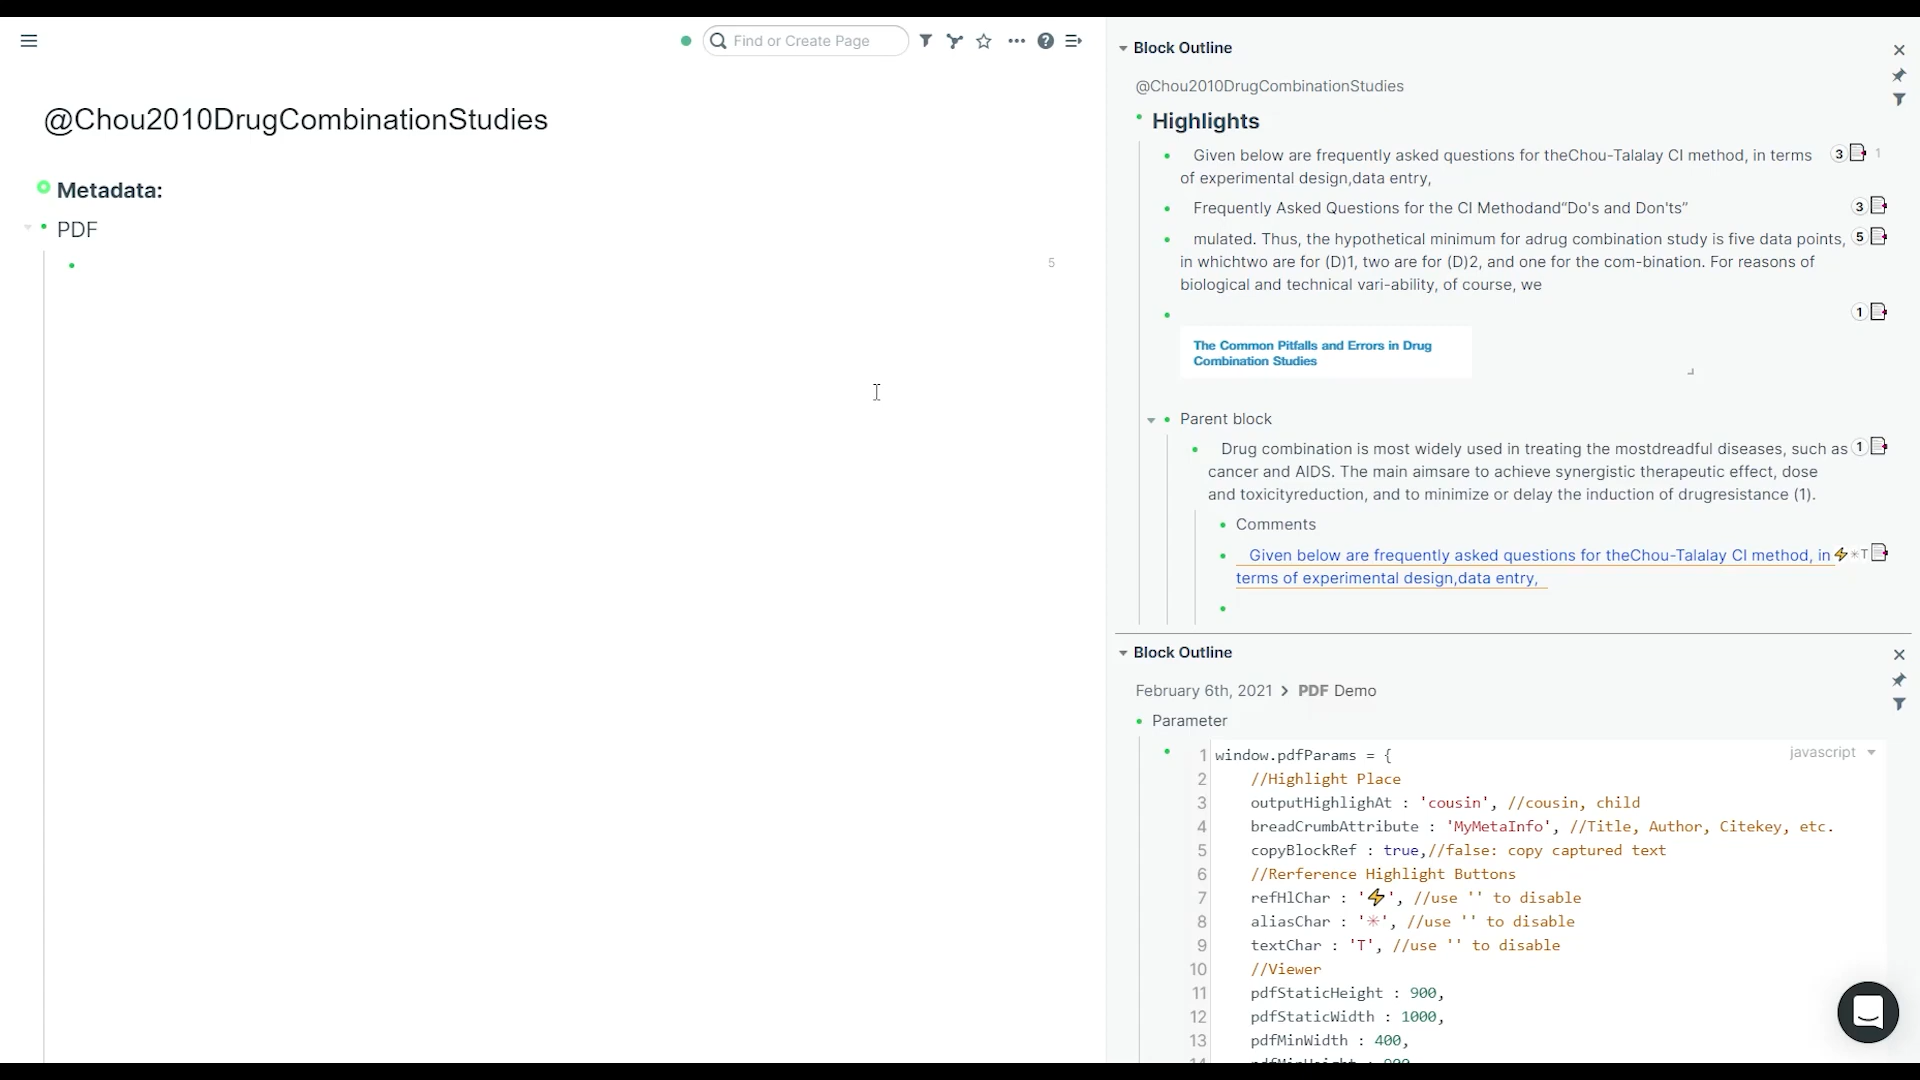 Find or Create Page
@Chou2010DrugCombinationStudies
Metadata:
PDF
5
Block Outline
@Chou2010DrugCombinationStudies
Highlights
Given below are frequently asked questions for theChou-Talalay CI method, in terms 3 1
of experimental design,data entry,
Frequently Asked Questions for the CI Methodand“Do's and Don'ts” 3
mulated. Thus, the hypothetical minimum for adrug combination study is five data points, 5
in whichtwo are for (D)1, two are for (D)2, and one for the com-bination. For reasons of
biological and technical vari-ability, of course, we
1
The Common Pitfalls and Errors in Drug
Combination Studies
Parent block
Drug combination is most widely used in treating the mostdreadful diseases, such as 1
cancer and AIDS. The main aimsare to achieve synergistic therapeutic effect, dose
and toxicityreduction, and to minimize or delay the induction of drugresistance (1).
Comments
Given below are frequently asked questions for theChou-Talalay CI method, in ⚡✳T
terms of experimental design,data entry,
Block Outline
February 6th, 2021 > PDF Demo
Parameter
javascript
1 window.pdfParams = {
2 //Highlight Place
3 outputHighlighAt : 'cousin', //cousin, child
4 breadCrumbAttribute : 'MyMetaInfo', //Title, Author, Citekey, etc.
5 copyBlockRef : true,//false: copy captured text
6 //Rerference Highlight Buttons
7 refHlChar : '⚡', //use '' to disable
8 aliasChar : '✳', //use '' to disable
9 textChar : 'T', //use '' to disable
10 //Viewer
11 pdfStaticHeight : 900,
12 pdfStaticWidth : 1000,
13 pdfMinWidth : 400,